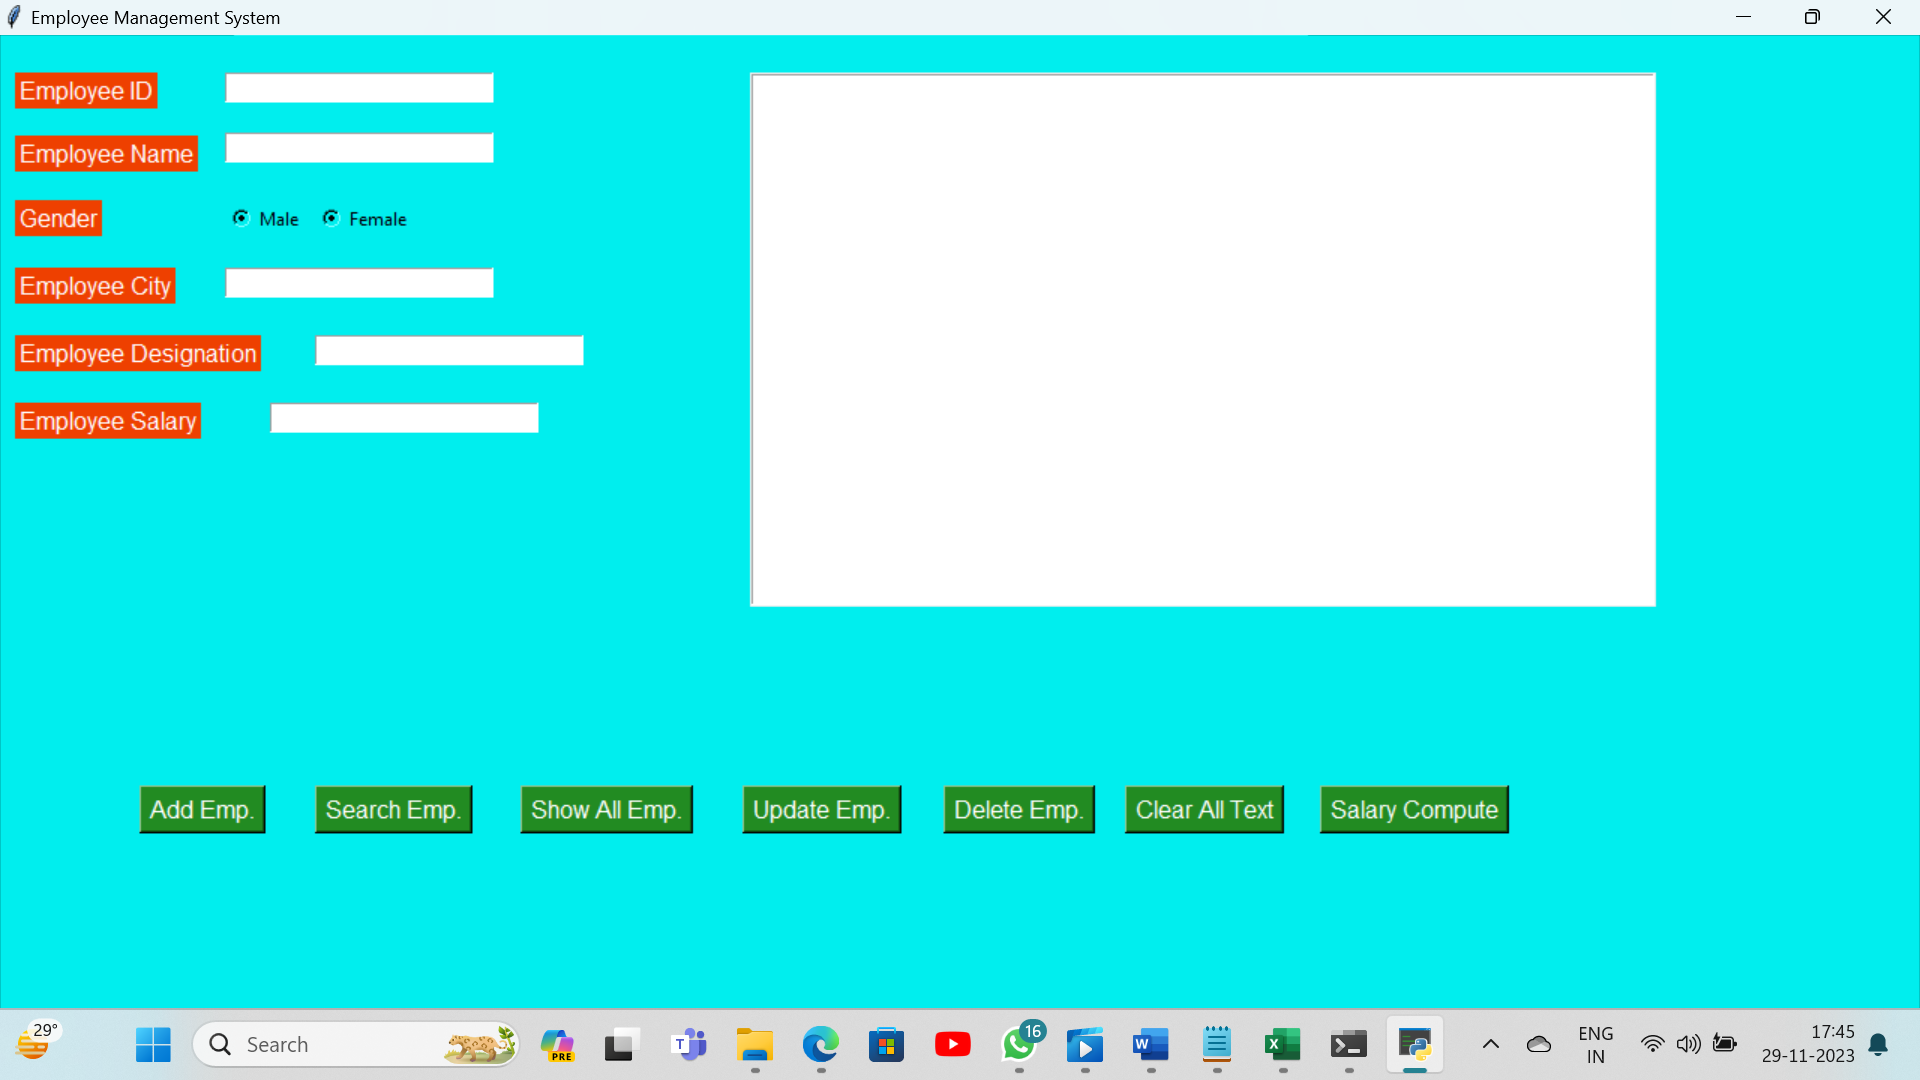 Employee Management System
Employee ID
Employee Name
Gender Male Female
Employee City
Employee Designation
Employee Salary
Add Emp. Search Emp. Show All Emp. Update Emp. Delete Emp. Clear All Text Salary Compute
29° Search PRE T 16 W X ENG 17:45
IN 29-11-2023